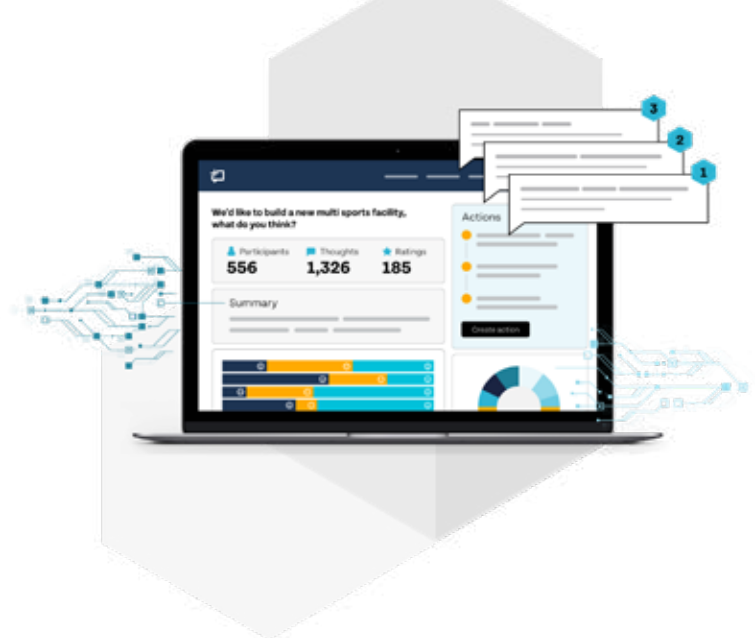 3
2
1
We'd like to build a new multi sports facility,
what do you think?
Actions
Participants
Thoughts
Ratings
556
1,326
185
Summary
Create action